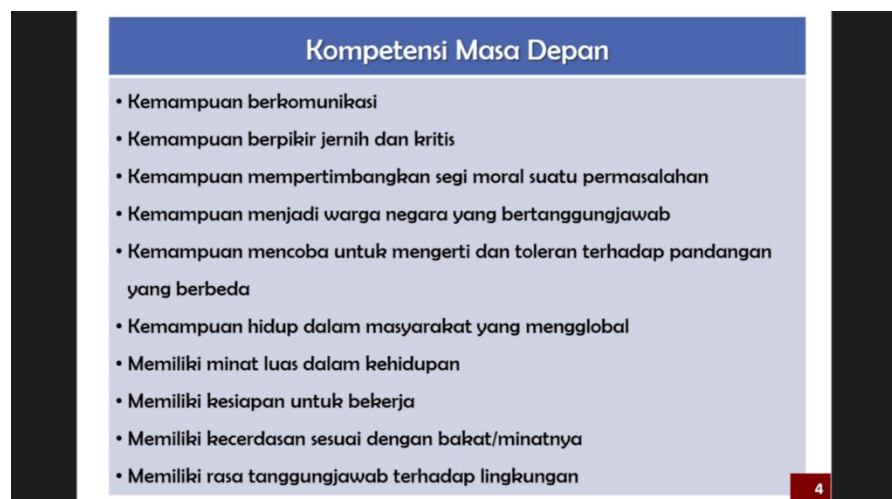 Kompetensi Masa Depan
• Kemampuan berkomunikasi
• Kemampuan berpikir jernih dan kritis
• Kemampuan mempertimbangkan segi moral suatu permasalahan
• Kemampuan menjadi warga negara yang bertanggungjawab
• Kemampuan mencoba untuk mengerti dan toleran terhadap pandangan
yang berbeda
• Kemampuan hidup dalam masyarakat yang mengglobal
• Memiliki minat luas dalam kehidupan
• Memiliki kesiapan untuk bekerja
• Memiliki kecerdasan sesuai dengan bakat/minatnya
• Memiliki rasa tanggungjawab terhadap lingkungan
4